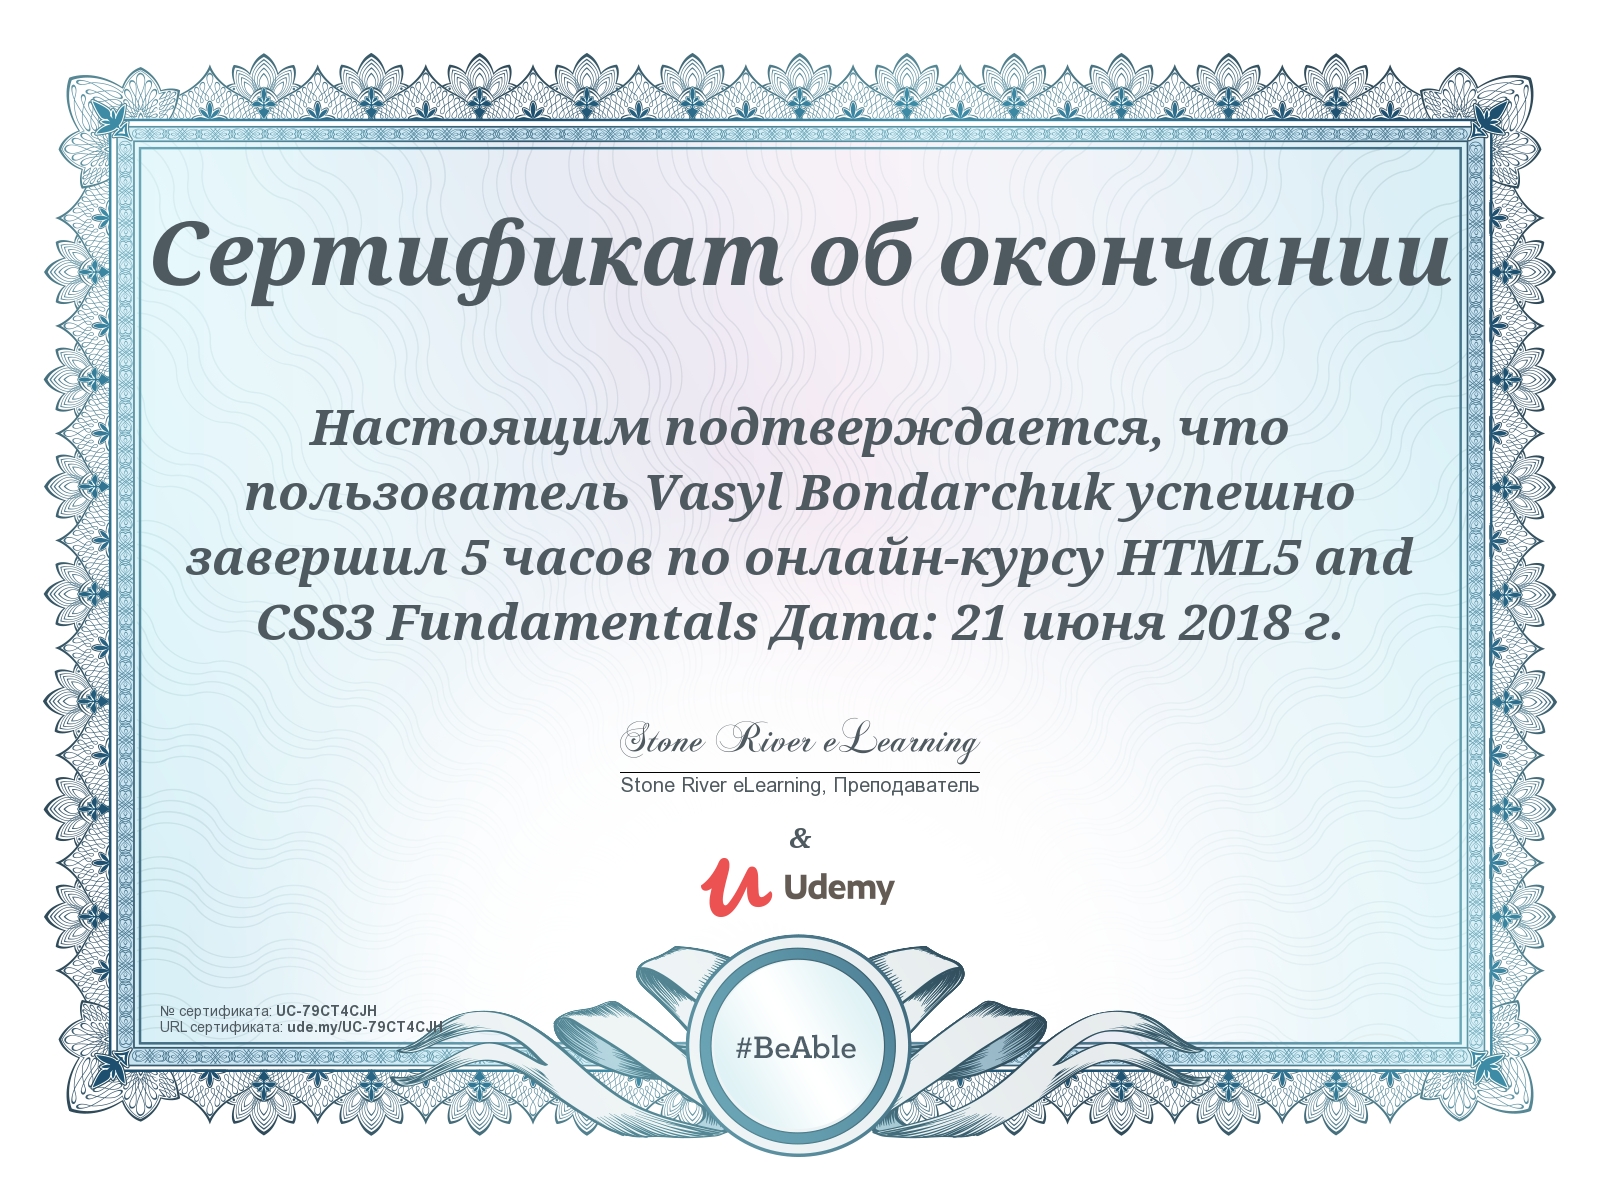 Сертификат об окончании
Настоящим подтверждается, что
пользователь Vasyl Bondarchuk успешно
завершил 5 часов по онлайн-курсу HTML5 and
CSS3 Fundamentals Дата: 21 июня 2018 г.
Stone River eLearning
Stone River eLearning, Преподаватель
&
Udemy
№ сертификата: UC-79CT4CJH
URL сертификата: ude.my/UC-79CT4CJH
#BeAble